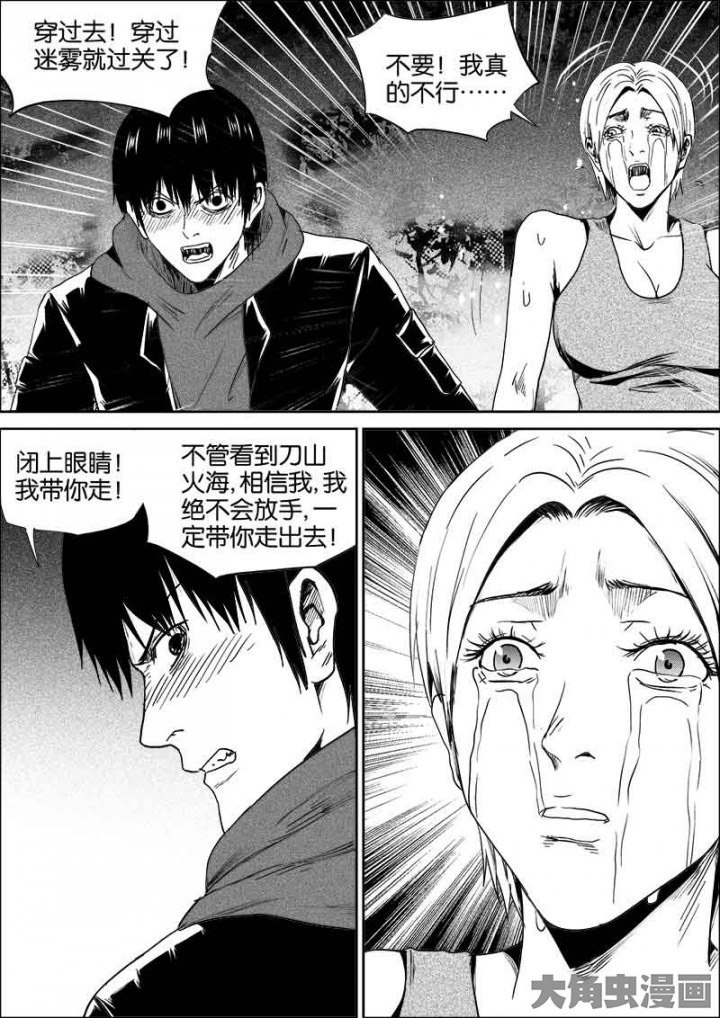 穿过去！穿过
迷雾就过关了！
不要！我真
的不行……
闭上眼睛！
我带你走！
不管看到刀山
火海，相信我，我
绝不会放手，一
定带你走出去！
大角虫漫画